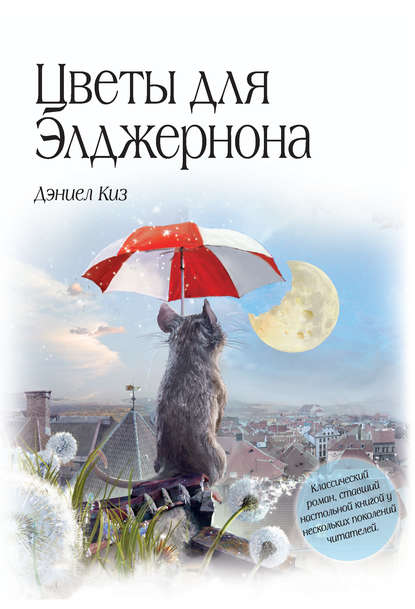 Цветы для
Элджернона
Дэниел Киз
Классический
роман, ставший
настольной книгой у
нескольких поколений
читателей.